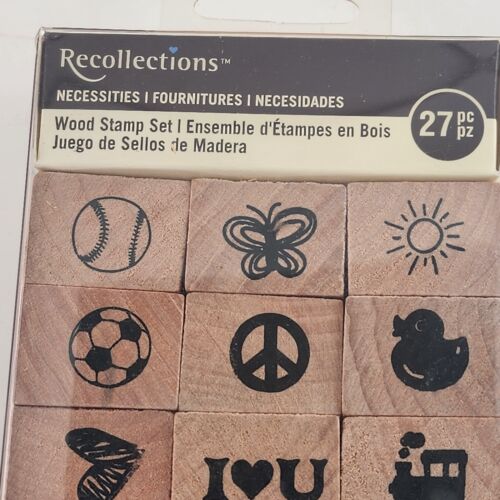 Recollections™
NECESSITIES | FOURNITURES | NECESIDADES
Wood Stamp Set | Ensemble d'Étampes en Bois
Juego de Sellos de Madera
27 pc
pz
I♥U